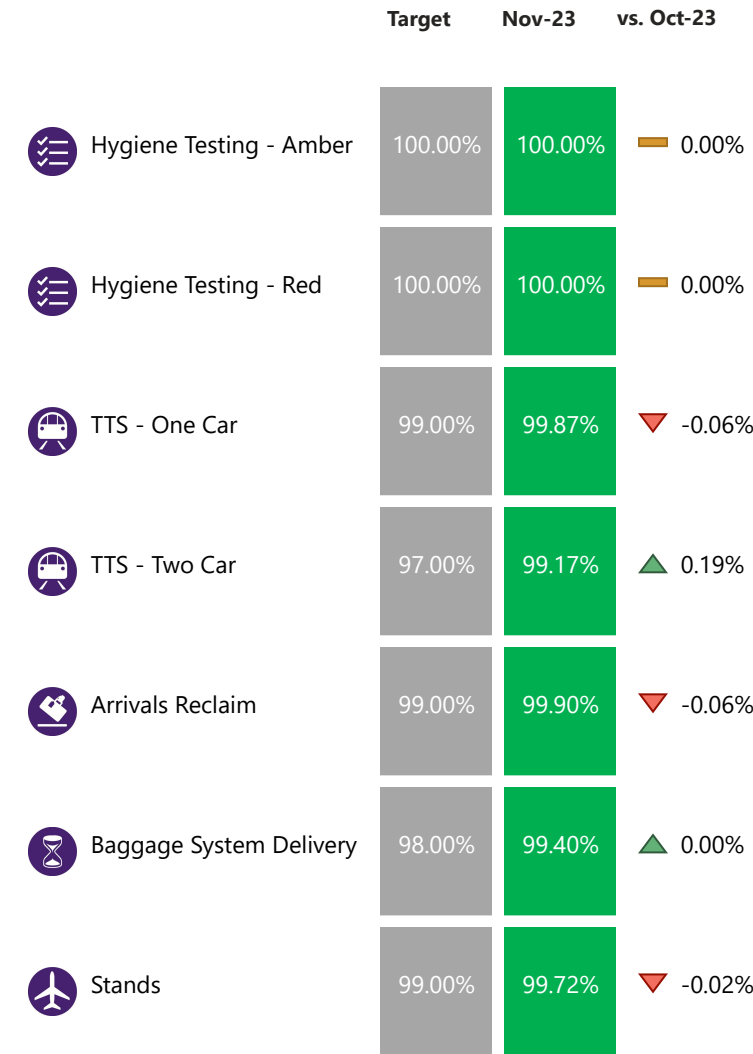 Target Nov-23 vs. Oct-23
Hygiene Testing - Amber 100.00% 100.00% 0.00%
Hygiene Testing - Red 100.00% 100.00% 0.00%
TTS - One Car 99.00% 99.87% -0.06%
TTS - Two Car 97.00% 99.17% 0.19%
Arrivals Reclaim 99.00% 99.90% -0.06%
Baggage System Delivery 98.00% 99.40% 0.00%
Stands 99.00% 99.72% -0.02%